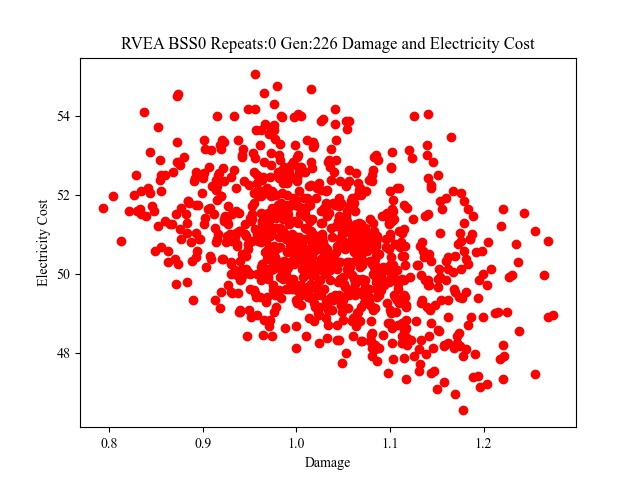 RVEA BSS0 Repeats:0 Gen:226 Damage and Electricity Cost
54
52
50
48
Electricity Cost
0.8 0.9 1.0 1.1 1.2
Damage